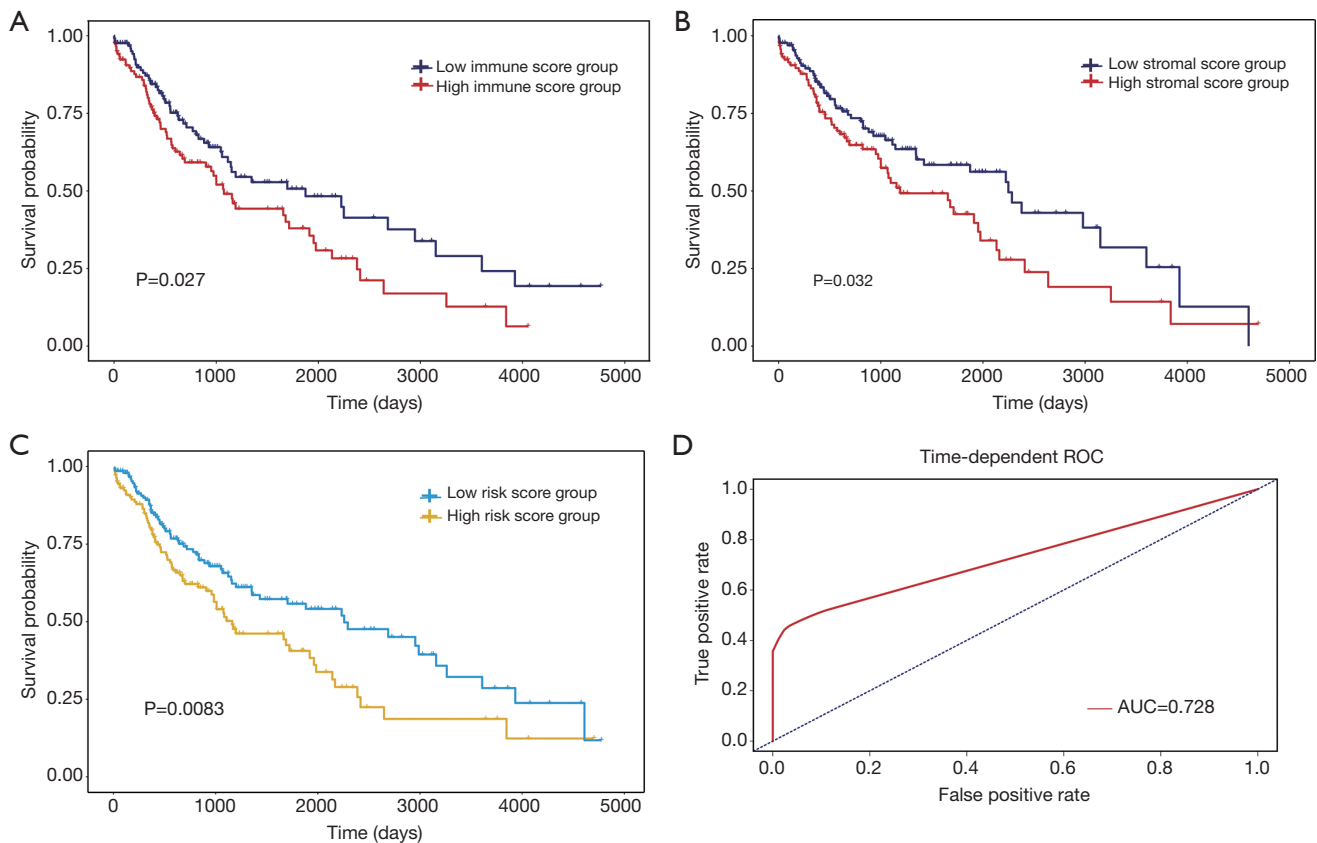 A
1.00
0.75
0.50
0.25
0.00
Survival probability
Low immune score group
High immune score group
P=0.027
0 1000 2000 3000 4000 5000
Time (days)
B
1.00
0.75
0.50
0.25
0.00
Survival probability
Low stromal score group
High stromal score group
P=0.032
0 1000 2000 3000 4000 5000
Time (days)
C
1.00
0.75
0.50
0.25
0.00
Survival probability
Low risk score group
High risk score group
P=0.0083
0 1000 2000 3000 4000 5000
Time (days)
D
Time-dependent ROC
1.0
0.8
0.6
0.4
0.2
0.0
True positive rate
AUC=0.728
0.0 0.2 0.4 0.6 0.8 1.0
False positive rate